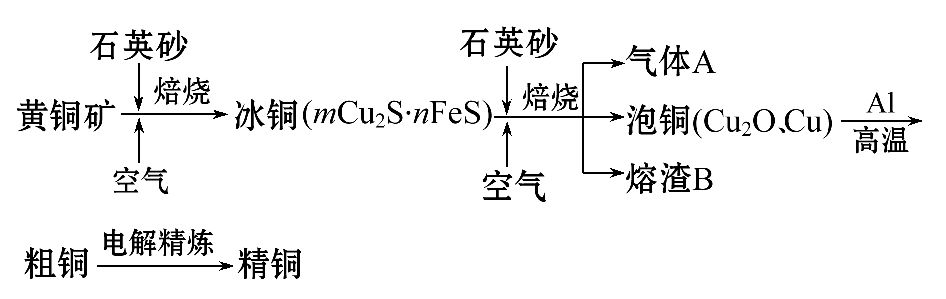 石英砂 石英砂
焙烧 焙烧 气体A
黄铜矿 冰铜(mCu₂S·nFeS) 泡铜(Cu₂O、Cu) Al 高温
空气 空气 熔渣B
粗铜 电解精炼 精铜